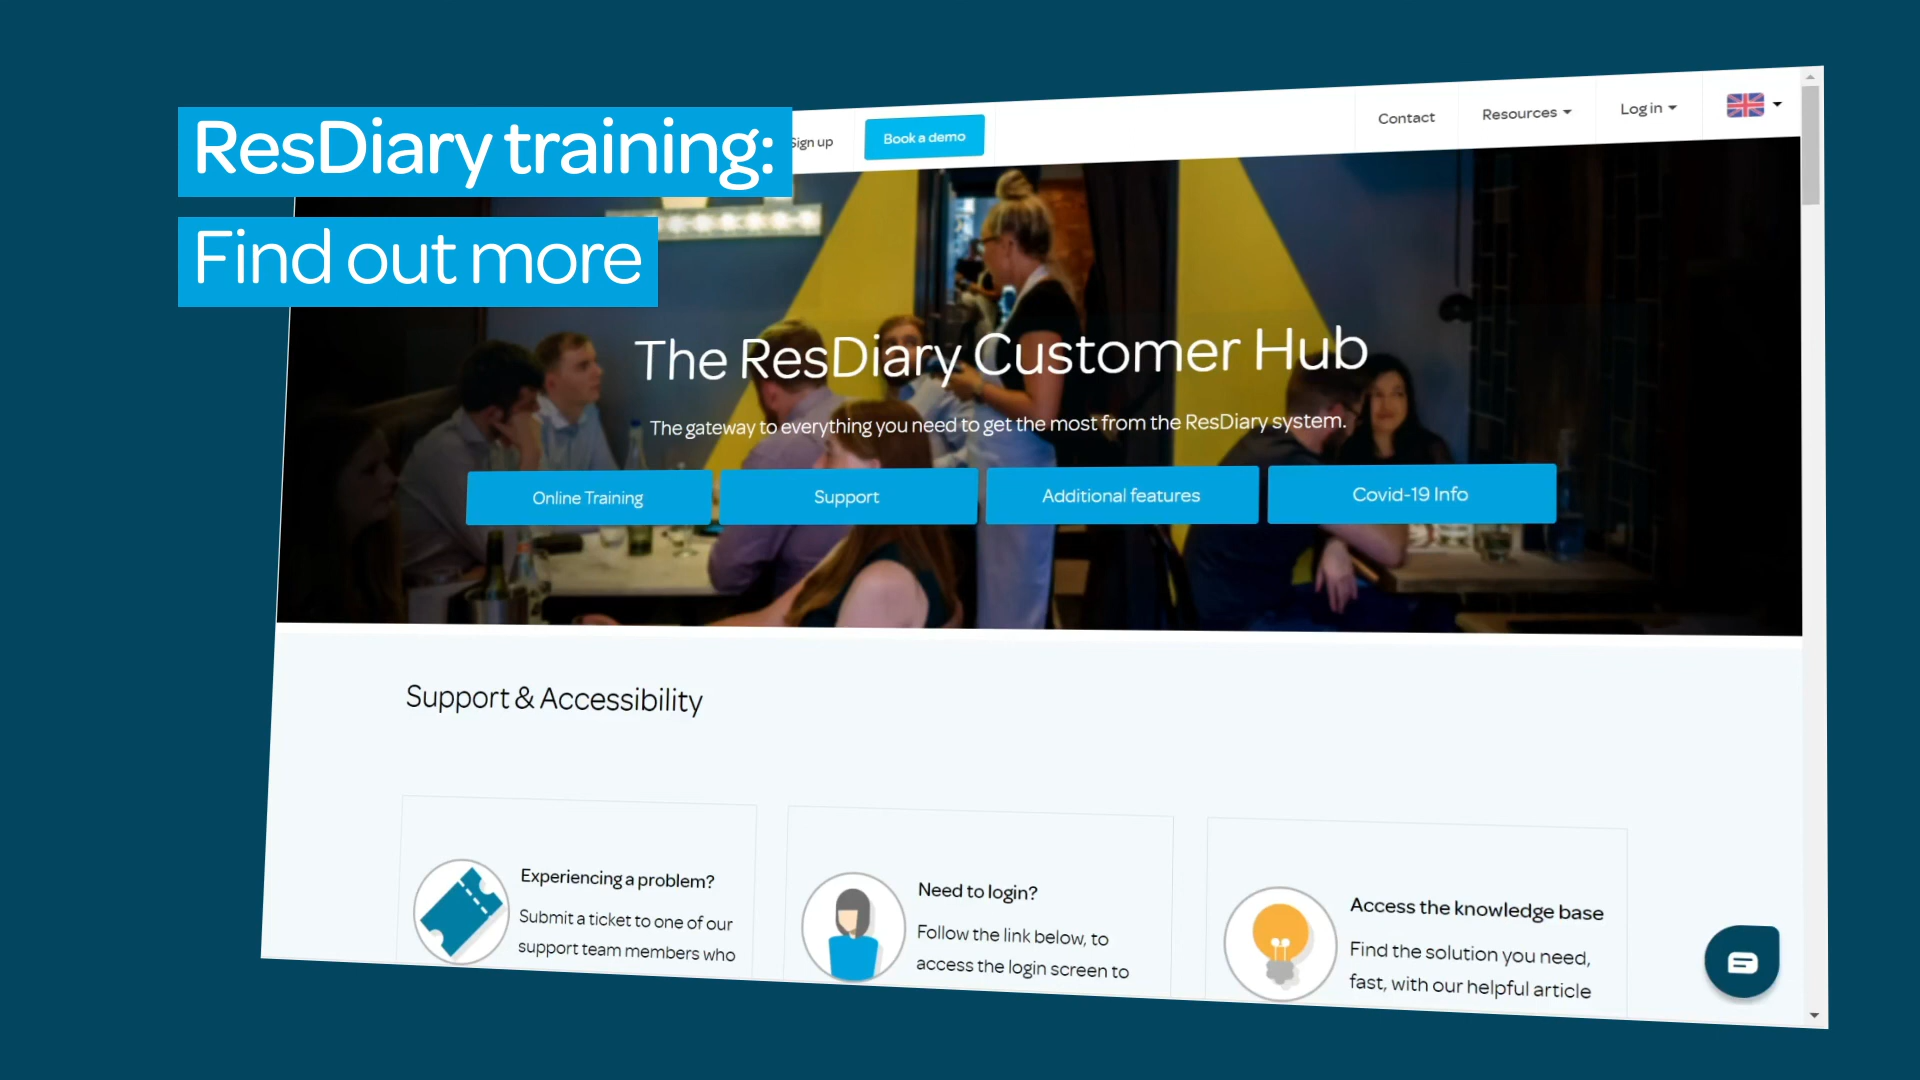 ResDiary training:
Find out more
Sign up
Book a demo
Contact
Resources
Log in
The ResDiary Customer Hub
The gateway to everything you need to get the most from the ResDiary system.
Online Training
Support
Additional features
Covid-19 Info
Support & Accessibility
Experiencing a problem?
Submit a ticket to one of our
support team members who
Need to login?
Follow the link below, to
access the login screen to
Access the knowledge base
Find the solution you need,
fast, with our helpful article